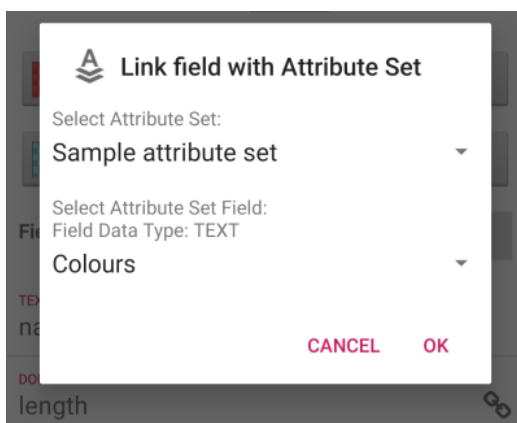 Link field with Attribute Set
Select Attribute Set:
Sample attribute set
Select Attribute Set Field:
Field Data Type: TEXT
Colours
CANCEL OK
length